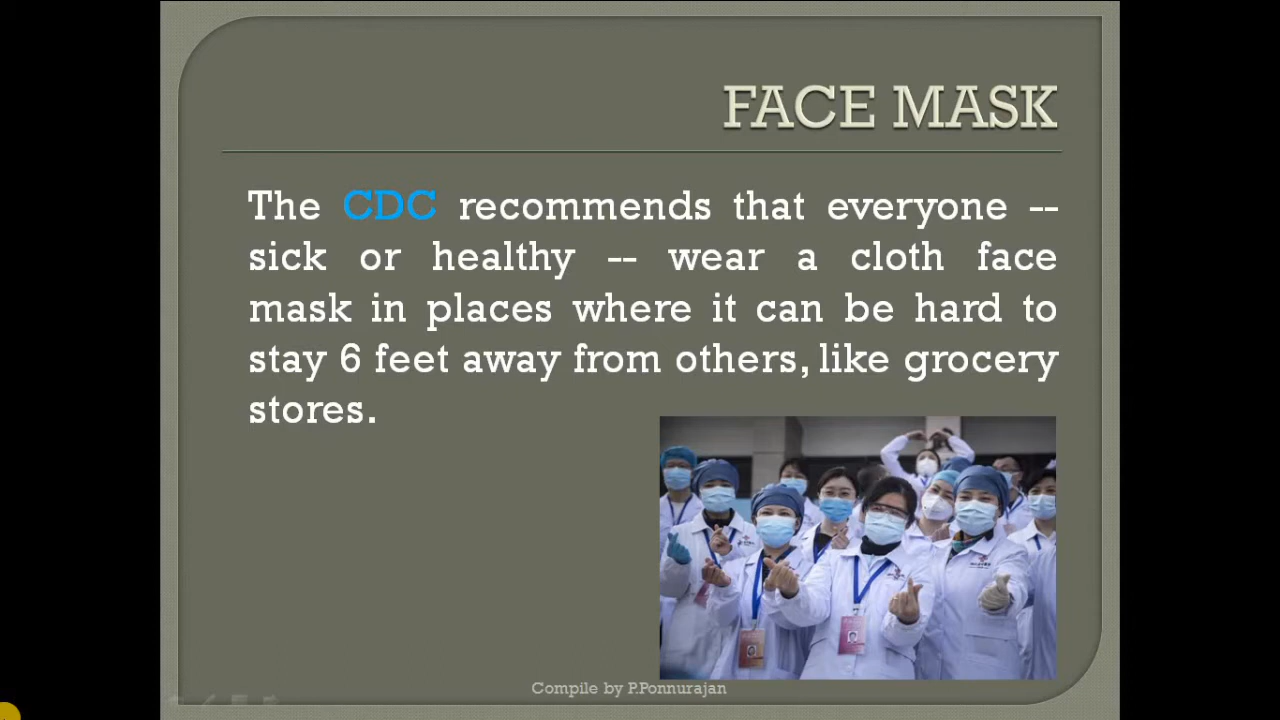 FACE MASK
The CDC recommends that everyone --
sick or healthy -- wear a cloth face
mask in places where it can be hard to
stay 6 feet away from others, like grocery
stores.
Compile by P.Ponnurajan